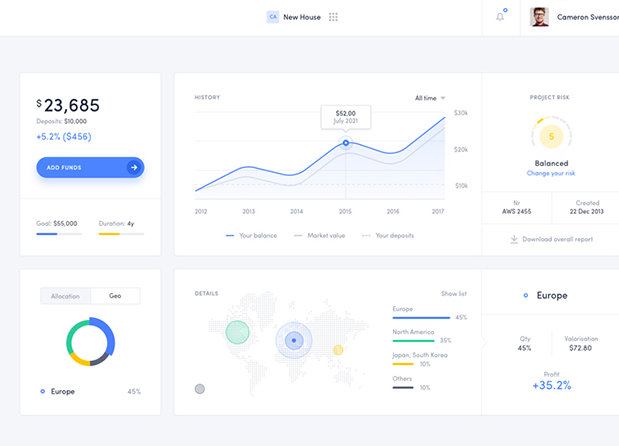 CA New House
Cameron Svensson
$23,685
Deposits: $10,000
+5.2% ($456)
ADD FUNDS
Goal: $55,000
Duration: 4y
HISTORY
All time
$52,00
July 2021
$30k
$20k
$10k
2012 2013 2014 2015 2016 2017
Your balance
Market value
Your deposits
PROJECT RISK
5
Balanced
Change your risk
Nr
AWS 2455
Created
22 Dec 2013
Download overall report
Allocation
Geo
Europe 45%
DETAILS
Show list
Europe
45%
North America
35%
Japan, South Korea
10%
Others
10%
Europe
Qty
45%
Valorisation
$72.80
Profit
+35.2%